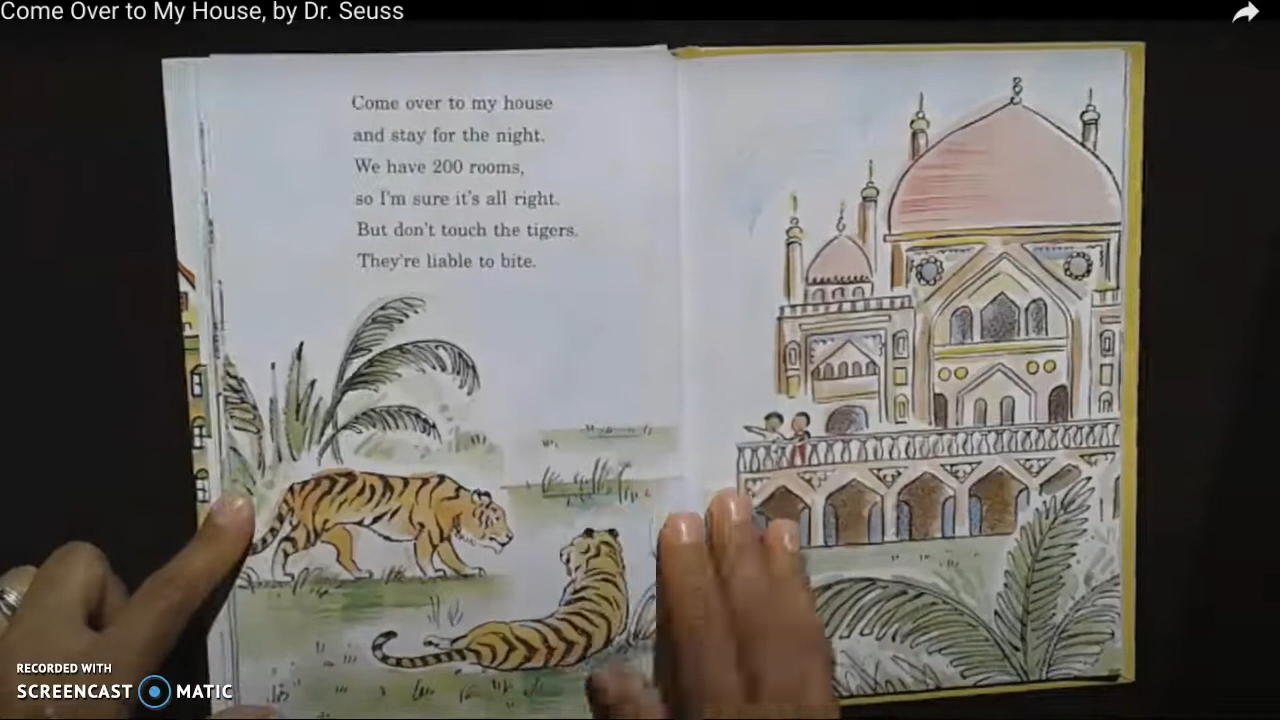 Come Over to My House, by Dr. Seuss
Come over to my house
and stay for the night.
We have 200 rooms,
so I'm sure it's all right.
But don't touch the tigers.
They're liable to bite.
RECORDED WITH
SCREENCAST MATIC